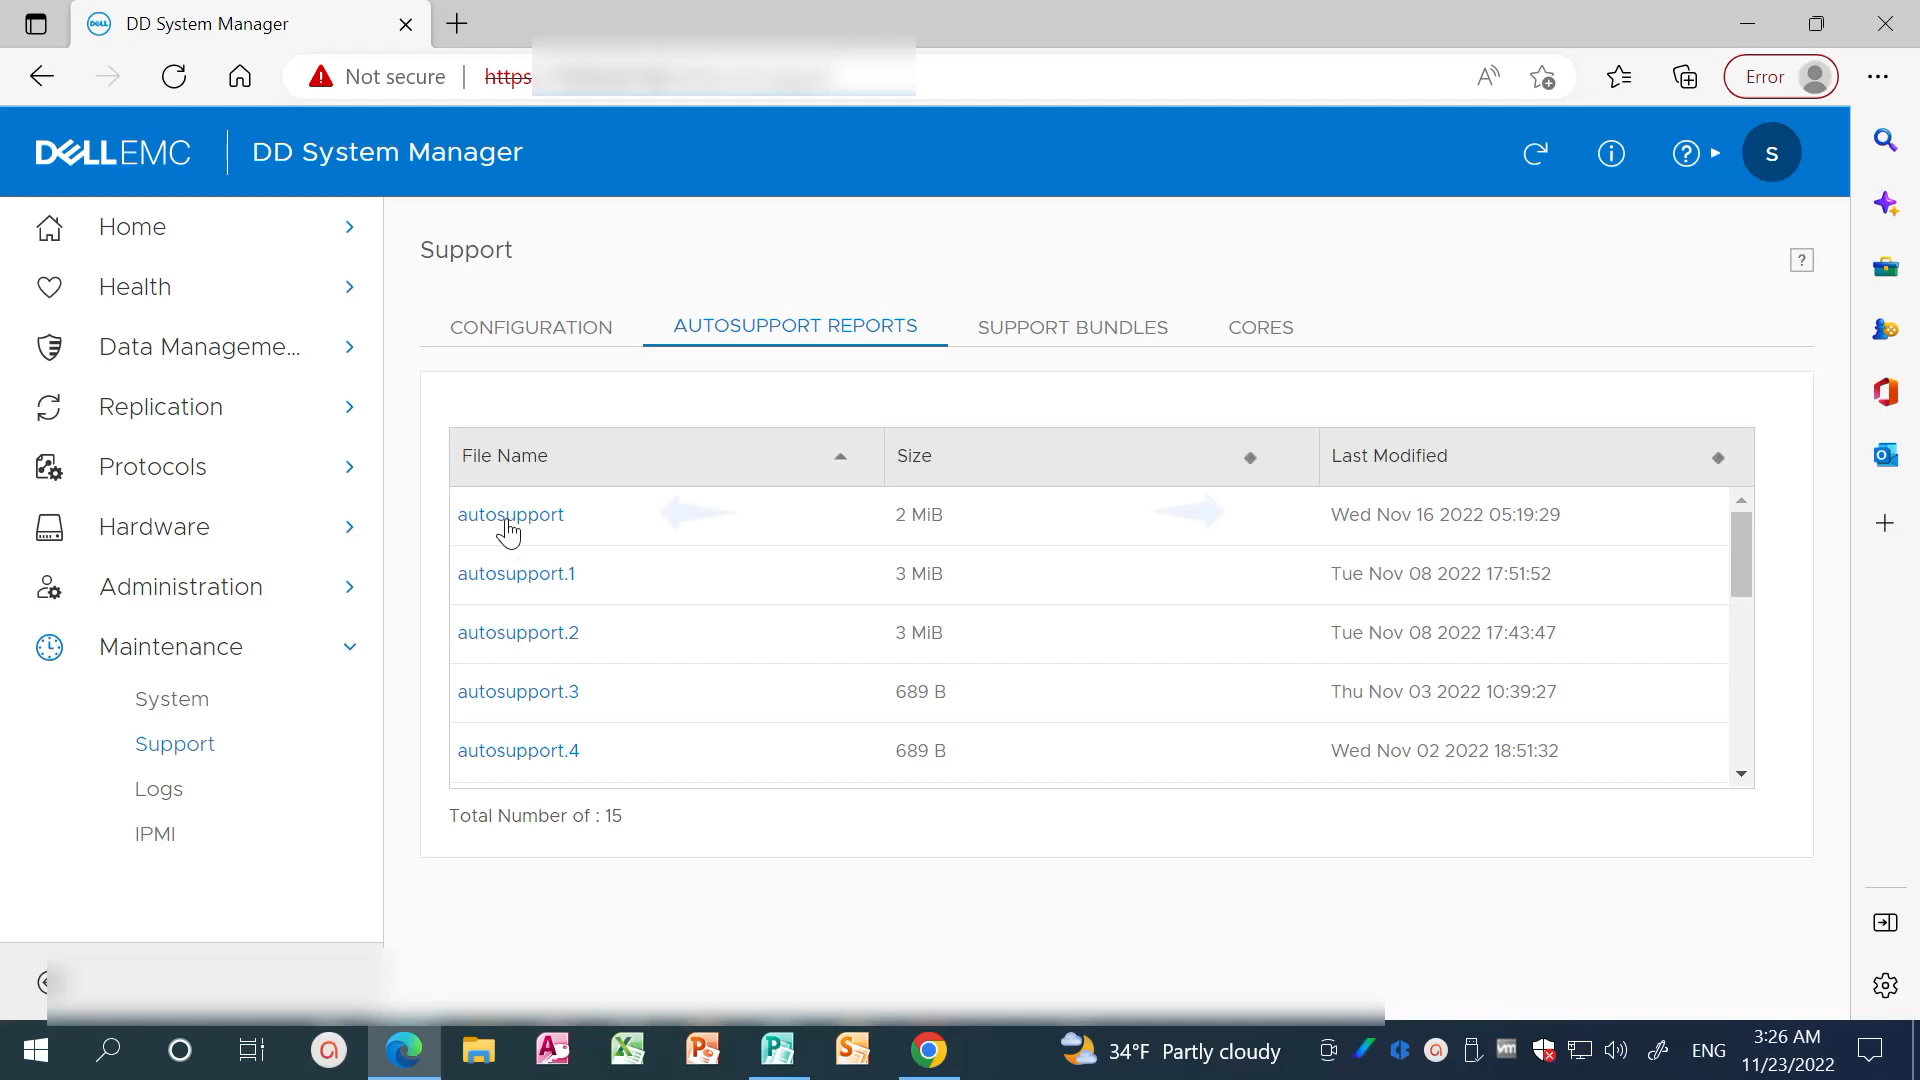 DD System Manager
Not secure | https
Error
DELLEMC | DD System Manager
S
Home
Health
Data Manageme...
Replication
Protocols
Hardware
Administration
Maintenance
System
Support
Logs
IPMI
Support
?
CONFIGURATION AUTOSUPPORT REPORTS SUPPORT BUNDLES CORES
File Name Size Last Modified
autosupport 2 MiB Wed Nov 16 2022 05:19:29
autosupport.1 3 MiB Tue Nov 08 2022 17:51:52
autosupport.2 3 MiB Tue Nov 08 2022 17:43:47
autosupport.3 689 B Thu Nov 03 2022 10:39:27
autosupport.4 689 B Wed Nov 02 2022 18:51:32
Total Number of : 15
34°F Partly cloudy
ENG
3:26 AM
11/23/2022